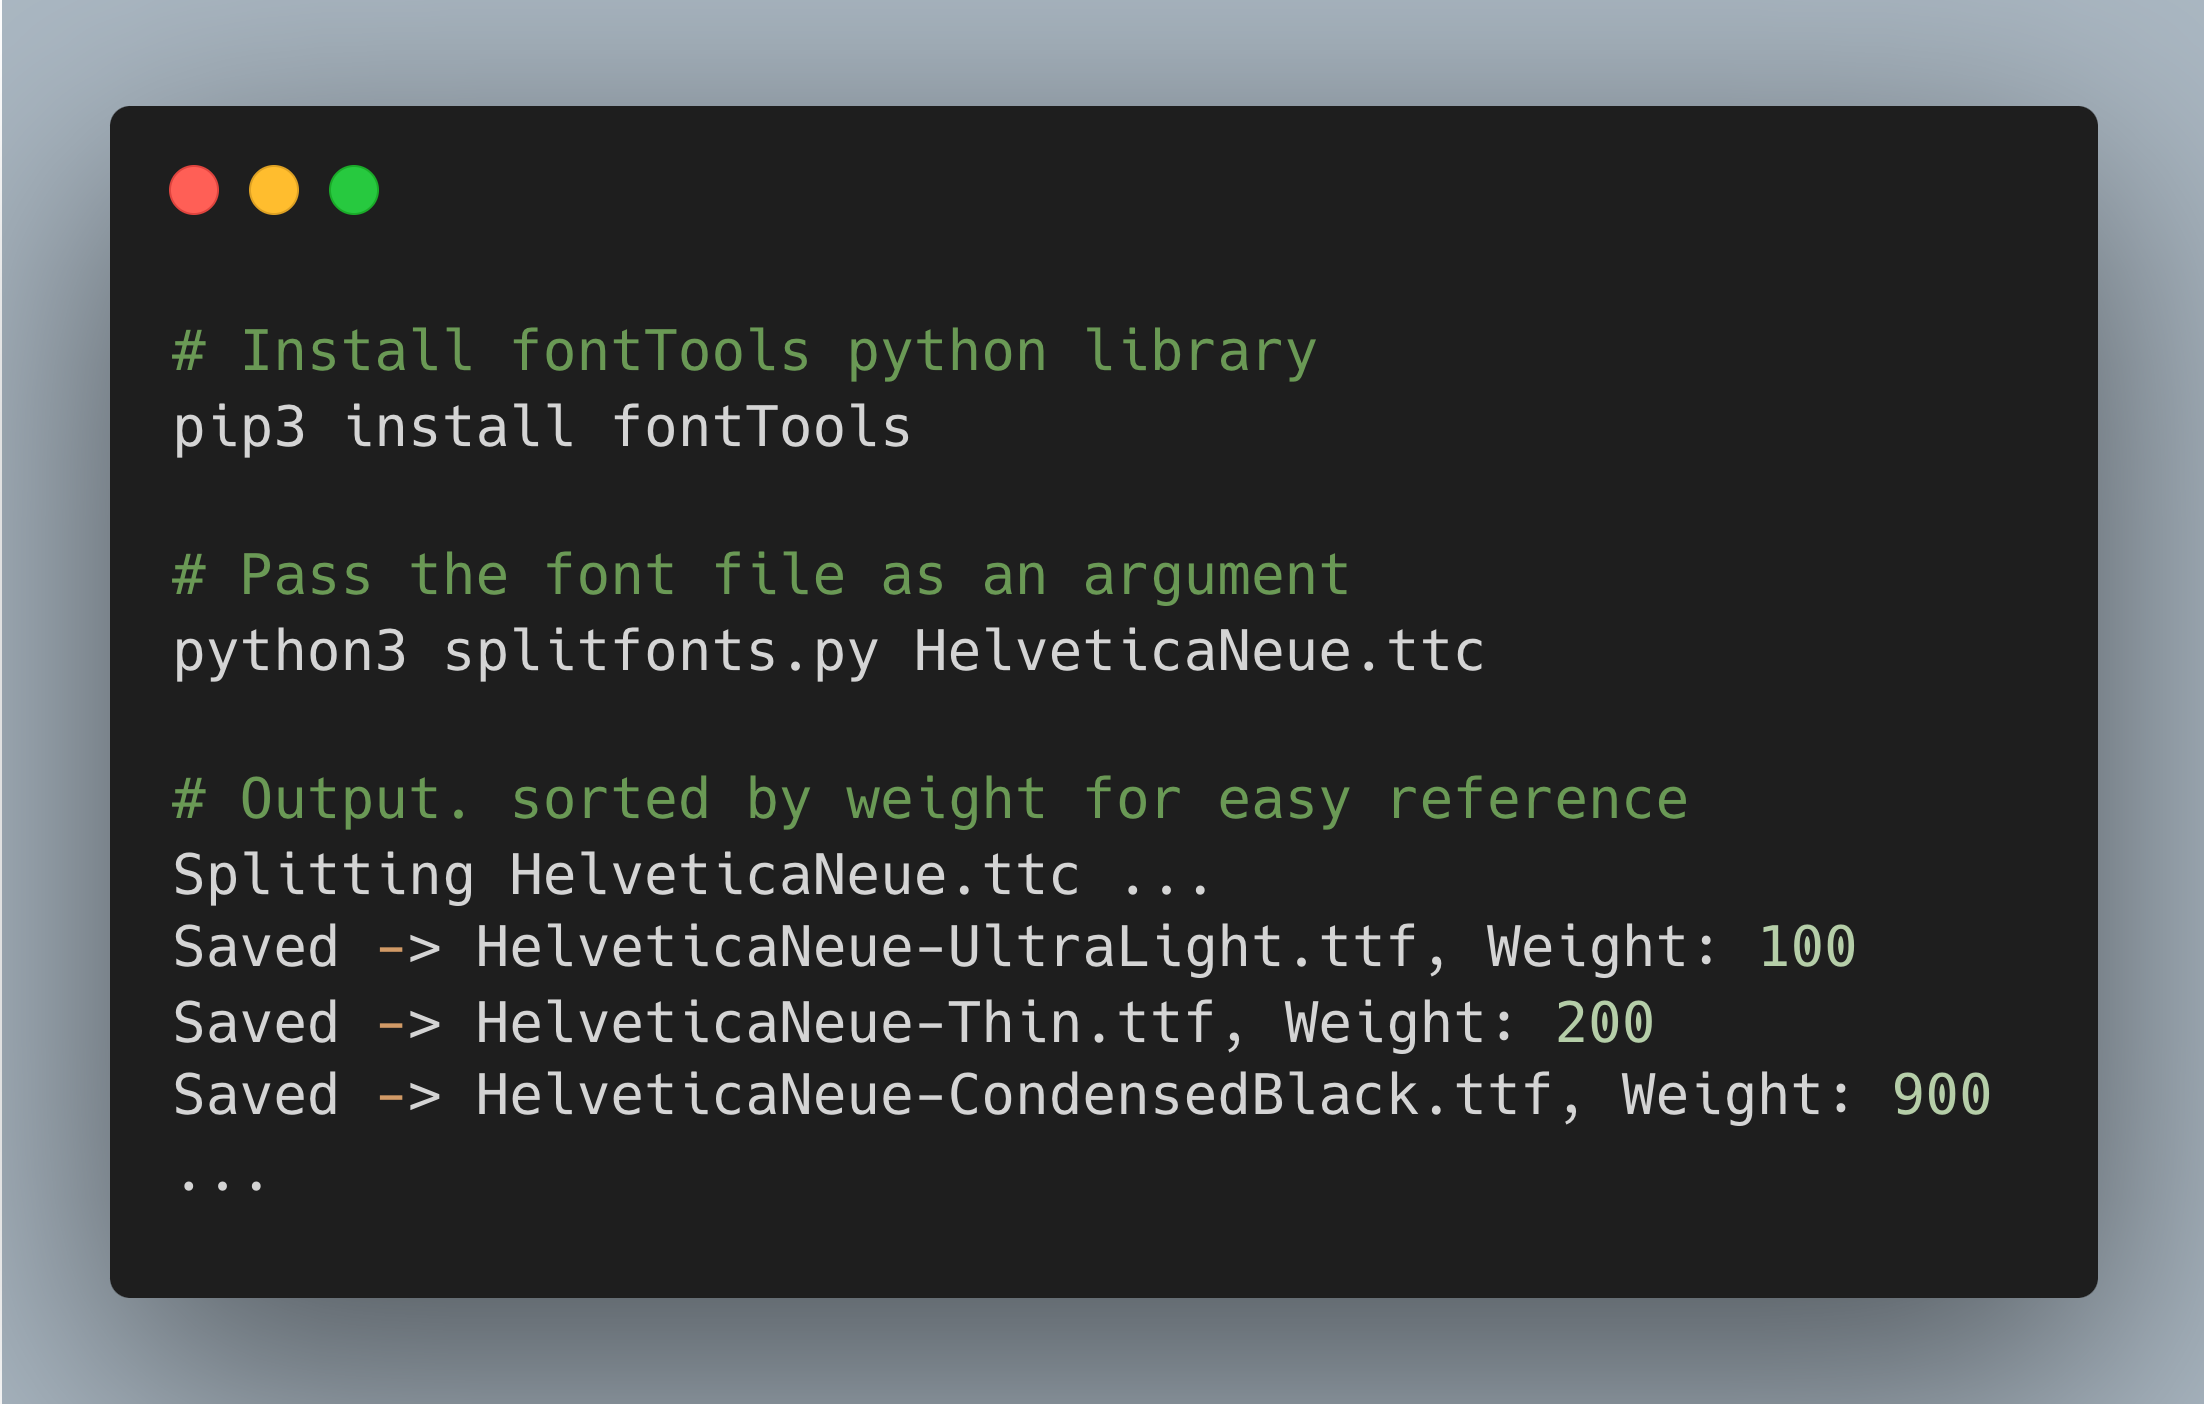 # Install fontTools python library
pip3 install fontTools
# Pass the font file as an argument
python3 splitfonts.py HelveticaNeue.ttc
# Output. sorted by weight for easy reference
Splitting HelveticaNeue.ttc ...
Saved -> HelveticaNeue-UltraLight.ttf, Weight: 100
Saved -> HelveticaNeue-Thin.ttf, Weight: 200
Saved -> HelveticaNeue-CondensedBlack.ttf, Weight: 900
...